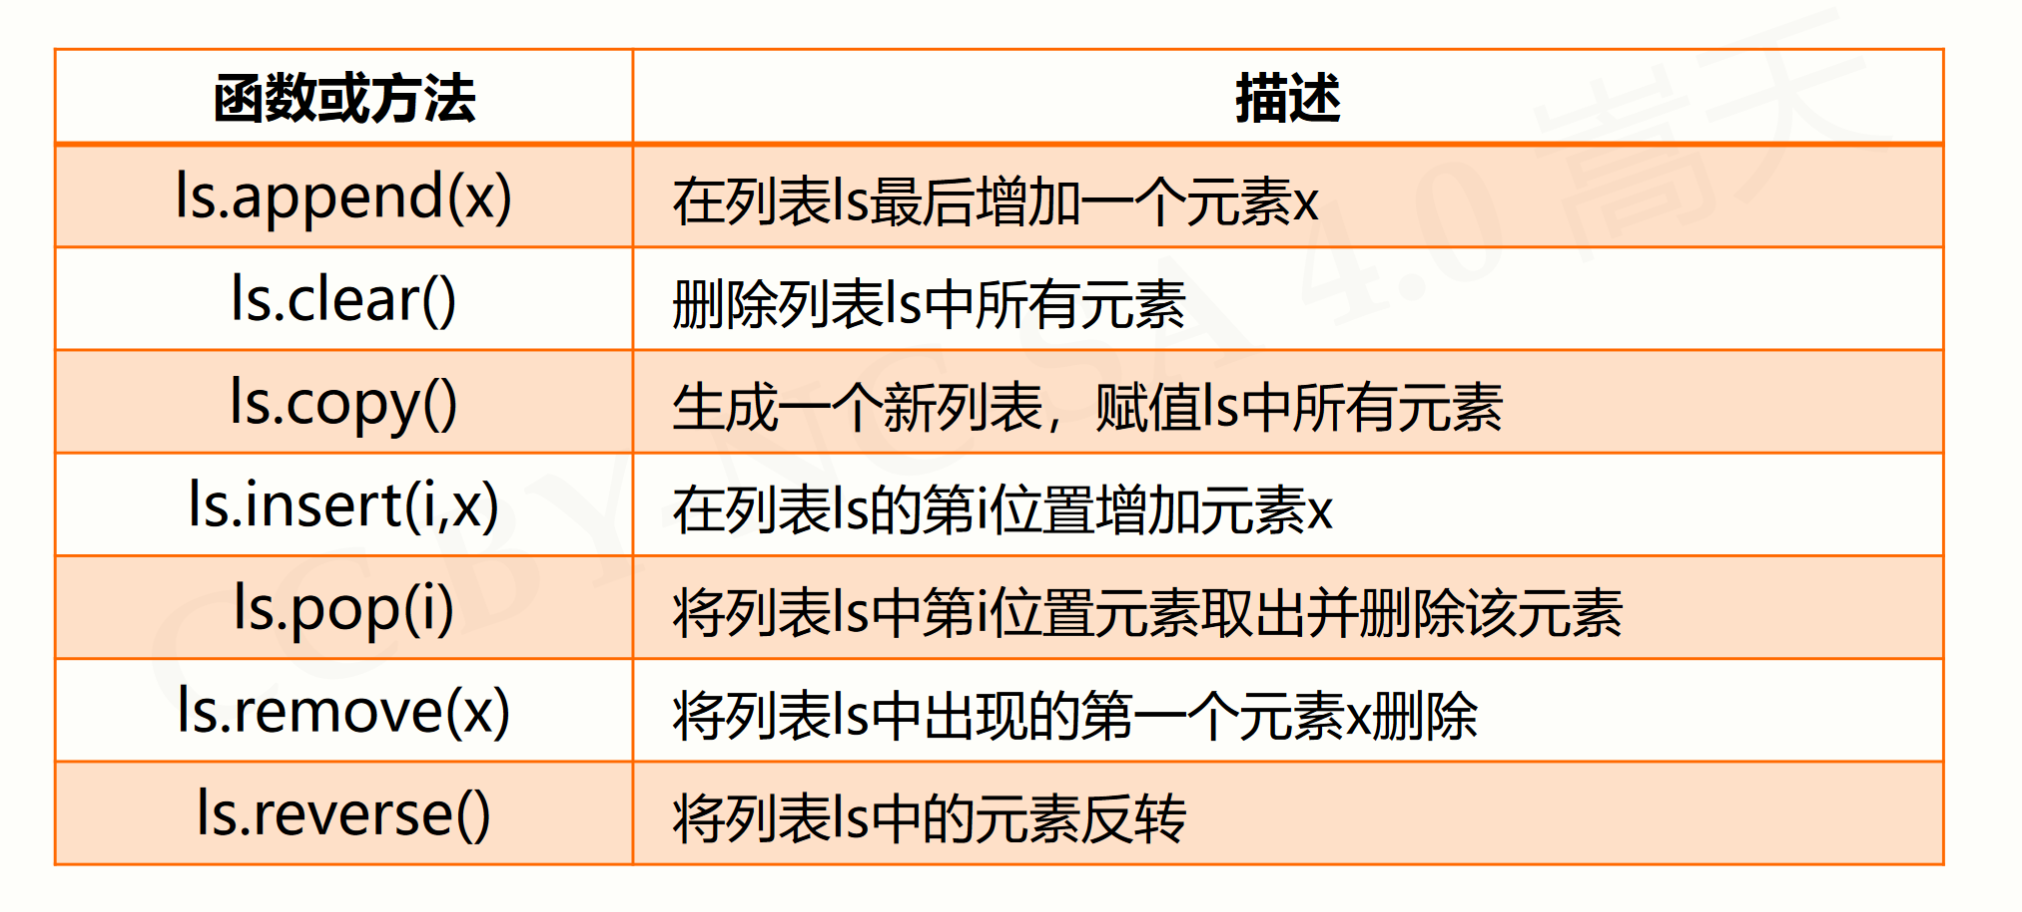 函数或方法 描述
ls.append(x) 在列表ls最后增加一个元素x
ls.clear() 删除列表ls中所有元素
ls.copy() 生成一个新列表，赋值ls中所有元素
ls.insert(i,x) 在列表ls的第i位置增加元素x
ls.pop(i) 将列表ls中第i位置元素取出并删除该元素
ls.remove(x) 将列表ls中出现的第一个元素x删除
ls.reverse() 将列表ls中的元素反转
CC BY-NC SA 4.0 嵩天